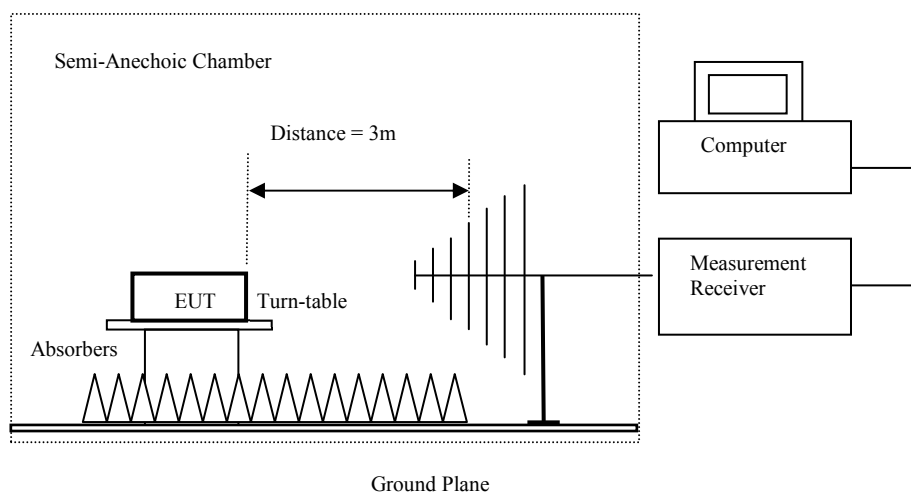 Semi-Anechoic Chamber
Distance = 3m
Computer
Measurement
Receiver
EUT
Turn-table
Absorbers
Ground Plane